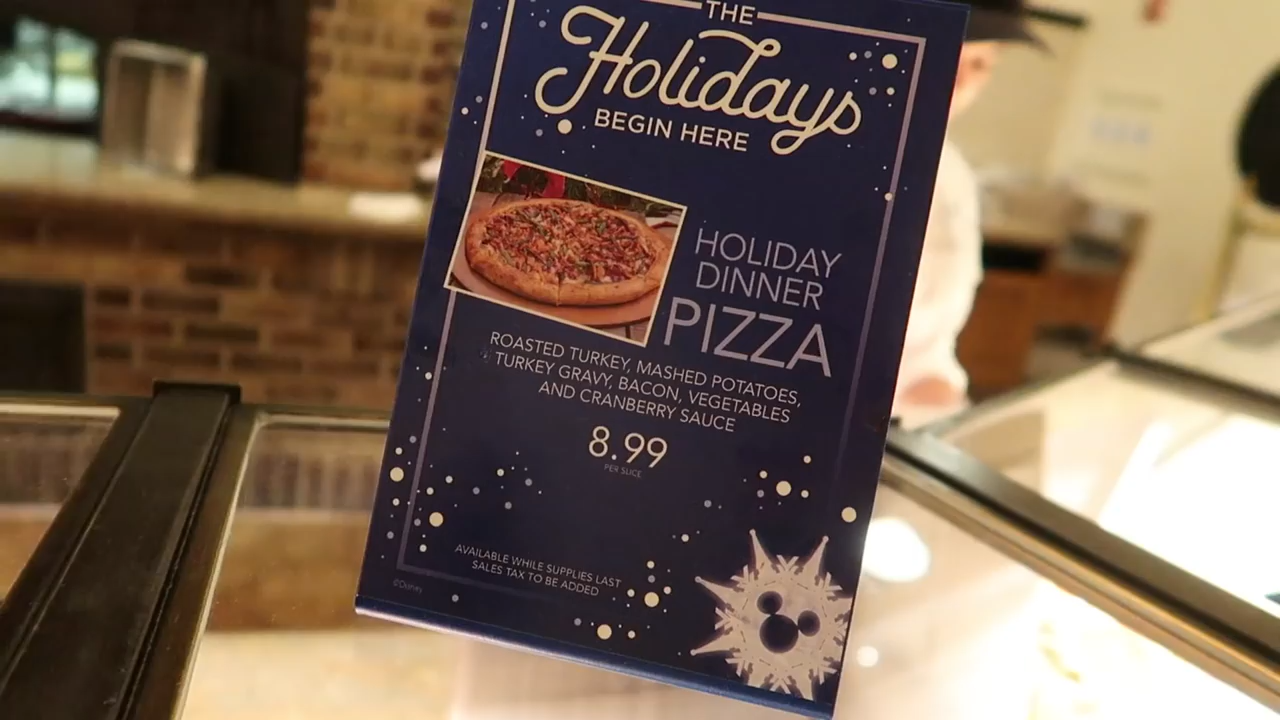 THE
Holidays
BEGIN HERE
HOLIDAY
DINNER
PIZZA
ROASTED TURKEY, MASHED POTATOES,
TURKEY GRAVY, BACON, VEGETABLES
AND CRANBERRY SAUCE
8.99
PER SLICE
AVAILABLE WHILE SUPPLIES LAST
SALES TAX TO BE ADDED
©Disney